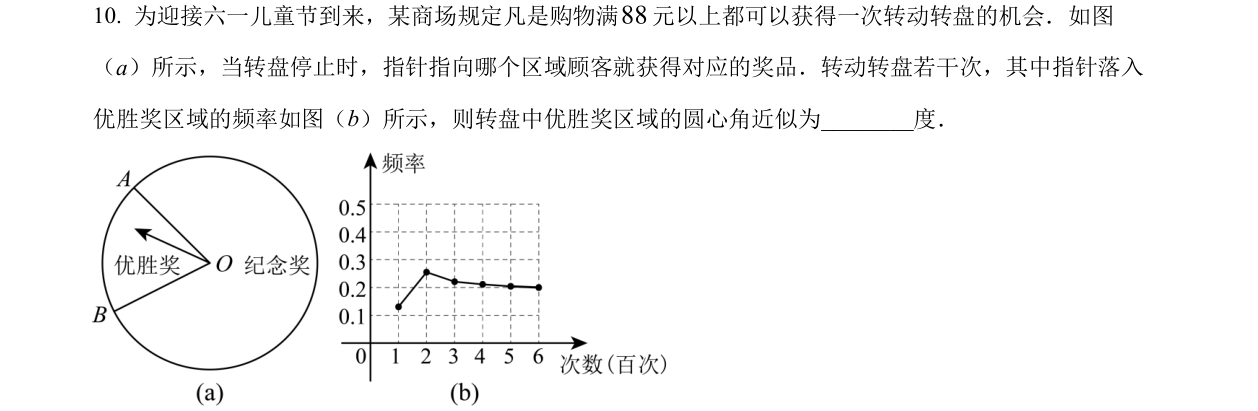 10. 为迎接六一儿童节到来，某商场规定凡是购物满88元以上都可以获得一次转动转盘的机会．如图
（a）所示，当转盘停止时，指针指向哪个区域顾客就获得对应的奖品．转动转盘若干次，其中指针落入
优胜奖区域的频率如图（b）所示，则转盘中优胜奖区域的圆心角近似为________度．
A
优胜奖
O
纪念奖
B
(a)
频率
0.5
0.4
0.3
0.2
0.1
0 1 2 3 4 5 6
次数(百次)
(b)